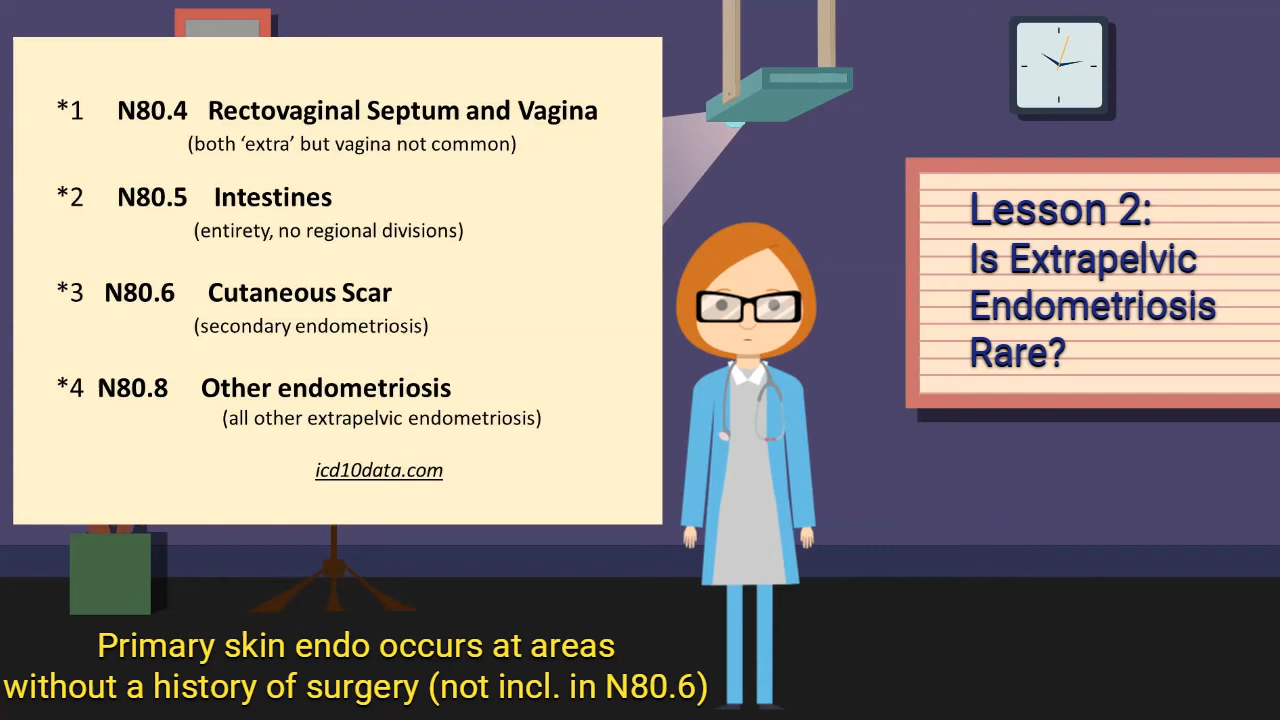 *1 N80.4 Rectovaginal Septum and Vagina
(both ‘extra’ but vagina not common)
*2 N80.5 Intestines
(entirety, no regional divisions)
*3 N80.6 Cutaneous Scar
(secondary endometriosis)
*4 N80.8 Other endometriosis
(all other extrapelvic endometriosis)
icd10data.com
Lesson 2:
Is Extrapelvic
Endometriosis
Rare?
Primary skin endo occurs at areas
without a history of surgery (not incl. in N80.6)